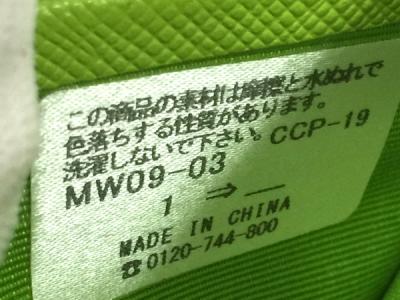 この商品の素材は摩擦と水ぬれで
色落ちする性質があります。
洗濯しないで下さい。CCP-19
MW09-03
1 ⇒ —
MADE IN CHINA
☎0120-744-800